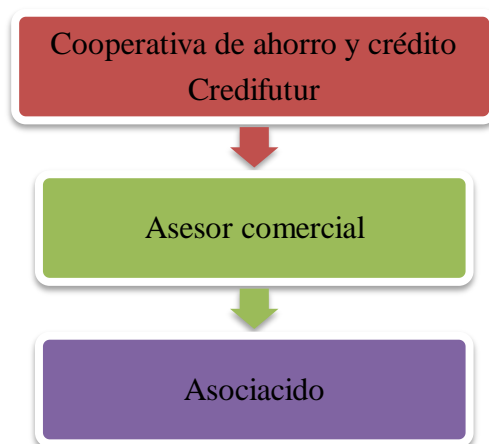 Cooperativa de ahorro y crédito
Credifutur
Asesor comercial
Asociacido